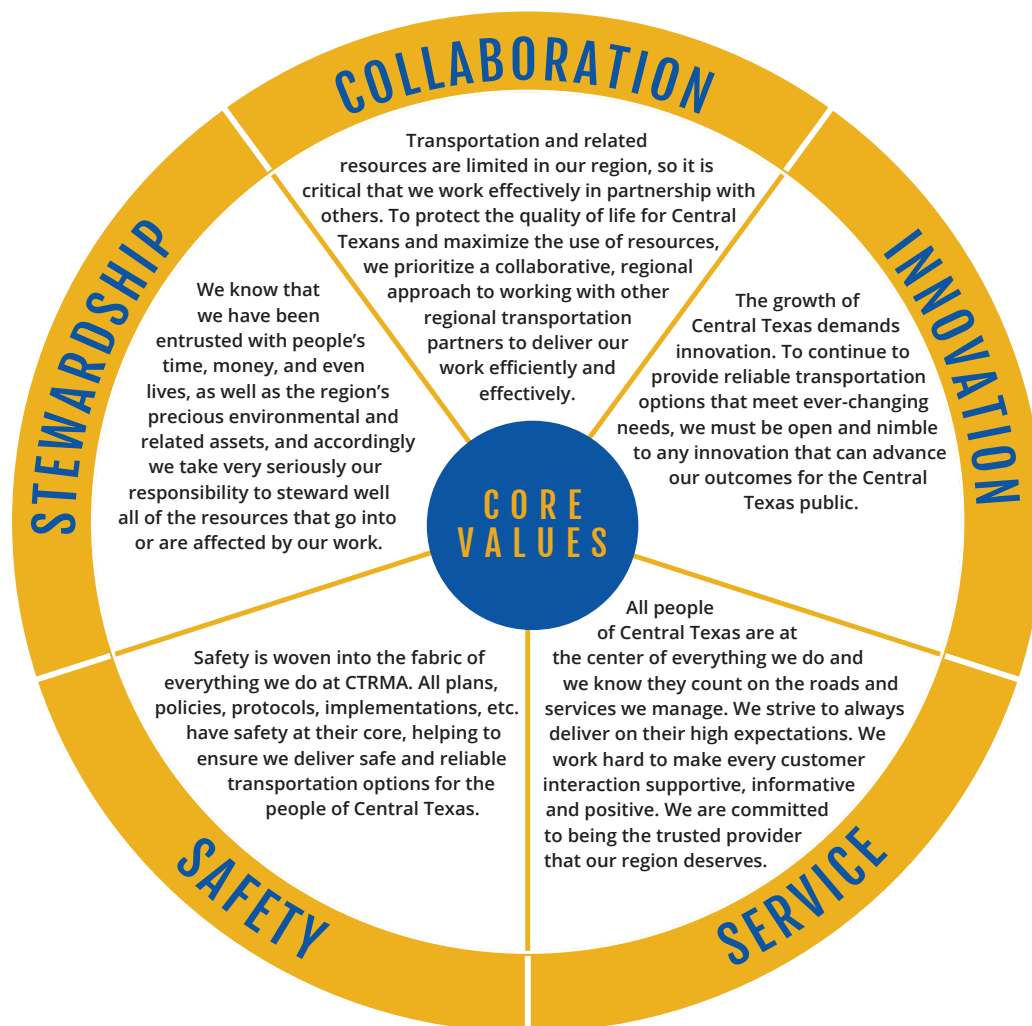 COLLABORATION
Transportation and related
resources are limited in our region, so it is
critical that we work effectively in partnership with
others. To protect the quality of life for Central
Texans and maximize the use of resources,
we prioritize a collaborative, regional
approach to working with other
regional transportation
partners to deliver our
work efficiently and
effectively.
INNOVATION
The growth of
Central Texas demands
innovation. To continue to
provide reliable transportation
options that meet ever-changing
needs, we must be open and nimble
to any innovation that can advance
our outcomes for the Central
Texas public.
SERVICE
All people
of Central Texas are at
the center of everything we do and
we know they count on the roads and
services we manage. We strive to always
deliver on their high expectations. We
work hard to make every customer
interaction supportive, informative
and positive. We are committed
to being the trusted provider
that our region deserves.
SAFETY
Safety is woven into the fabric of
everything we do at CTRMA. All plans,
policies, protocols, implementations, etc.
have safety at their core, helping to
ensure we deliver safe and reliable
transportation options for the
people of Central Texas.
STEWARDSHIP
We know that
we have been
entrusted with people's
time, money, and even
lives, as well as the region's
precious environmental and
related assets, and accordingly
we take very seriously our
responsibility to steward well
all of the resources that go into
or are affected by our work.
CORE
VALUES